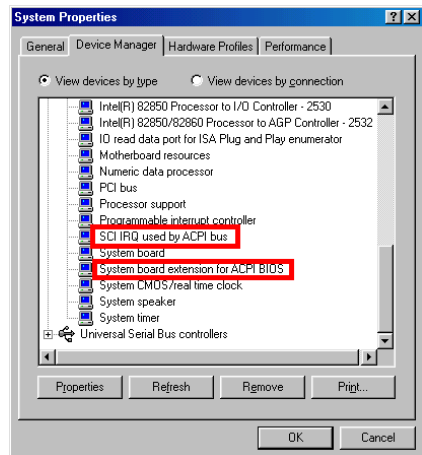 System Properties
General Device Manager Hardware Profiles Performance
View devices by type View devices by connection
Intel(R) 82850 Processor to I/O Controller - 2530
Intel(R) 82850/82860 Processor to AGP Controller - 2532
IO read data port for ISA Plug and Play enumerator
Motherboard resources
Numeric data processor
PCI bus
Processor support
Programmable interrupt controller
SCI IRQ used by ACPI bus
System board
System board extension for ACPI BIOS
System CMOS/real time clock
System speaker
System timer
Universal Serial Bus controllers
Properties Refresh Remove Print...
OK Cancel